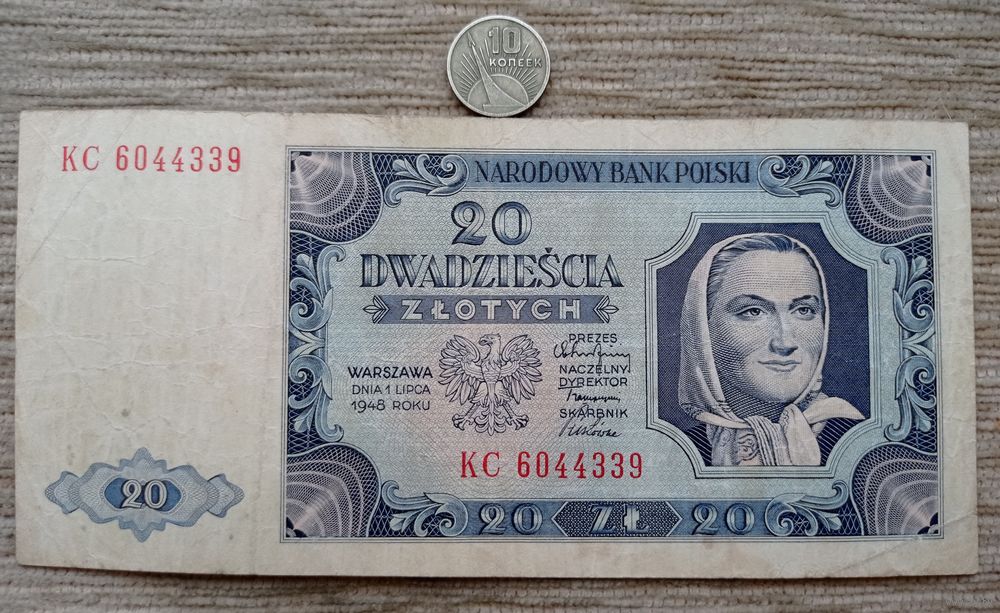 10
КОПЕЕК
KC 6044339
NARODOWY BANK POLSKI
20
DWADZIEŚCIA
ZŁOTYCH
WARSZAWA
DNIA 1 LIPCA
1948 ROKU
PREZES
NACZELNY
DYREKTOR
SKARBNIK
KC 6044339
20
20 ZŁ 20